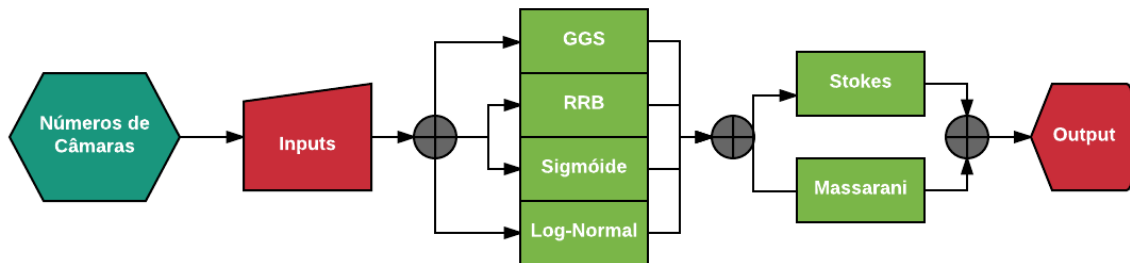 Números de
Câmaras
Inputs
GGS
RRB
Sigmóide
Log-Normal
Stokes
Massarani
Output